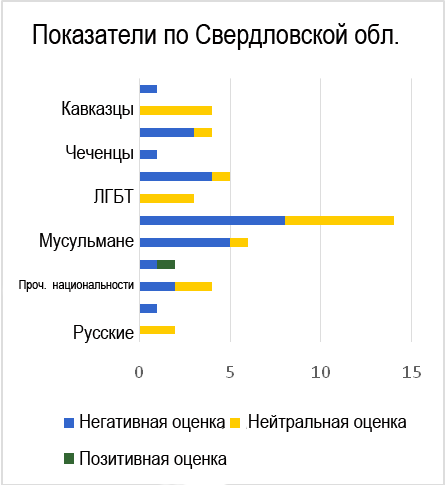 Показатели по Свердловской обл.
Кавказцы
Чеченцы
ЛГБТ
Мусульмане
Проч. национальности
Русские
0 5 10 15
Негативная оценка Нейтральная оценка
Позитивная оценка